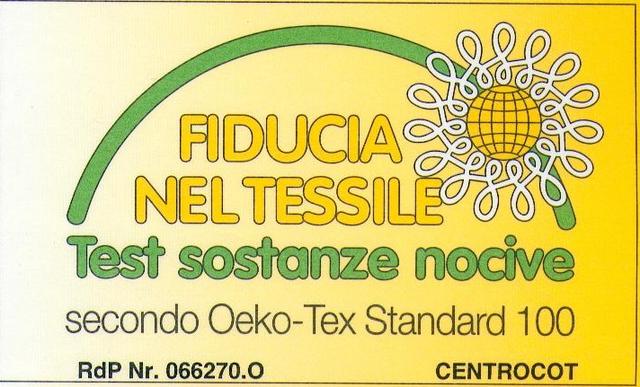 FIDUCIA
NEL TESSILE
Test sostanze nocive
secondo Oeko-Tex Standard 100
RdP Nr. 066270.O CENTROCOT